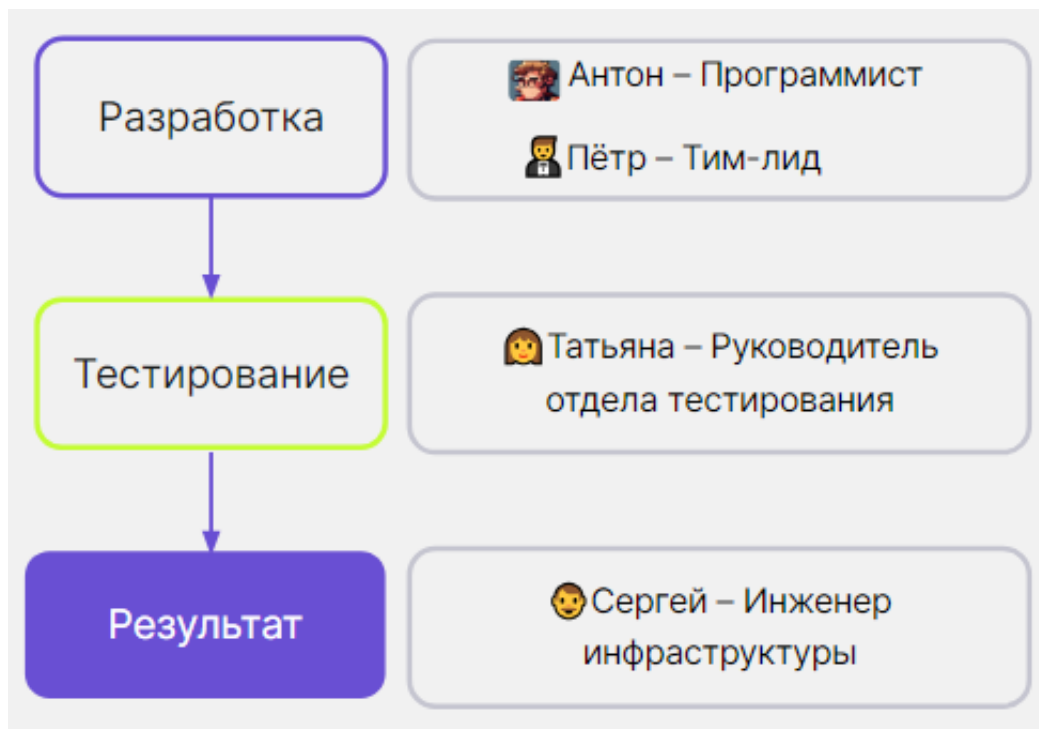 Разработка
Антон – Программист
Пётр – Тим-лид
Тестирование
Татьяна – Руководитель
отдела тестирования
Результат
Сергей – Инженер
инфраструктуры